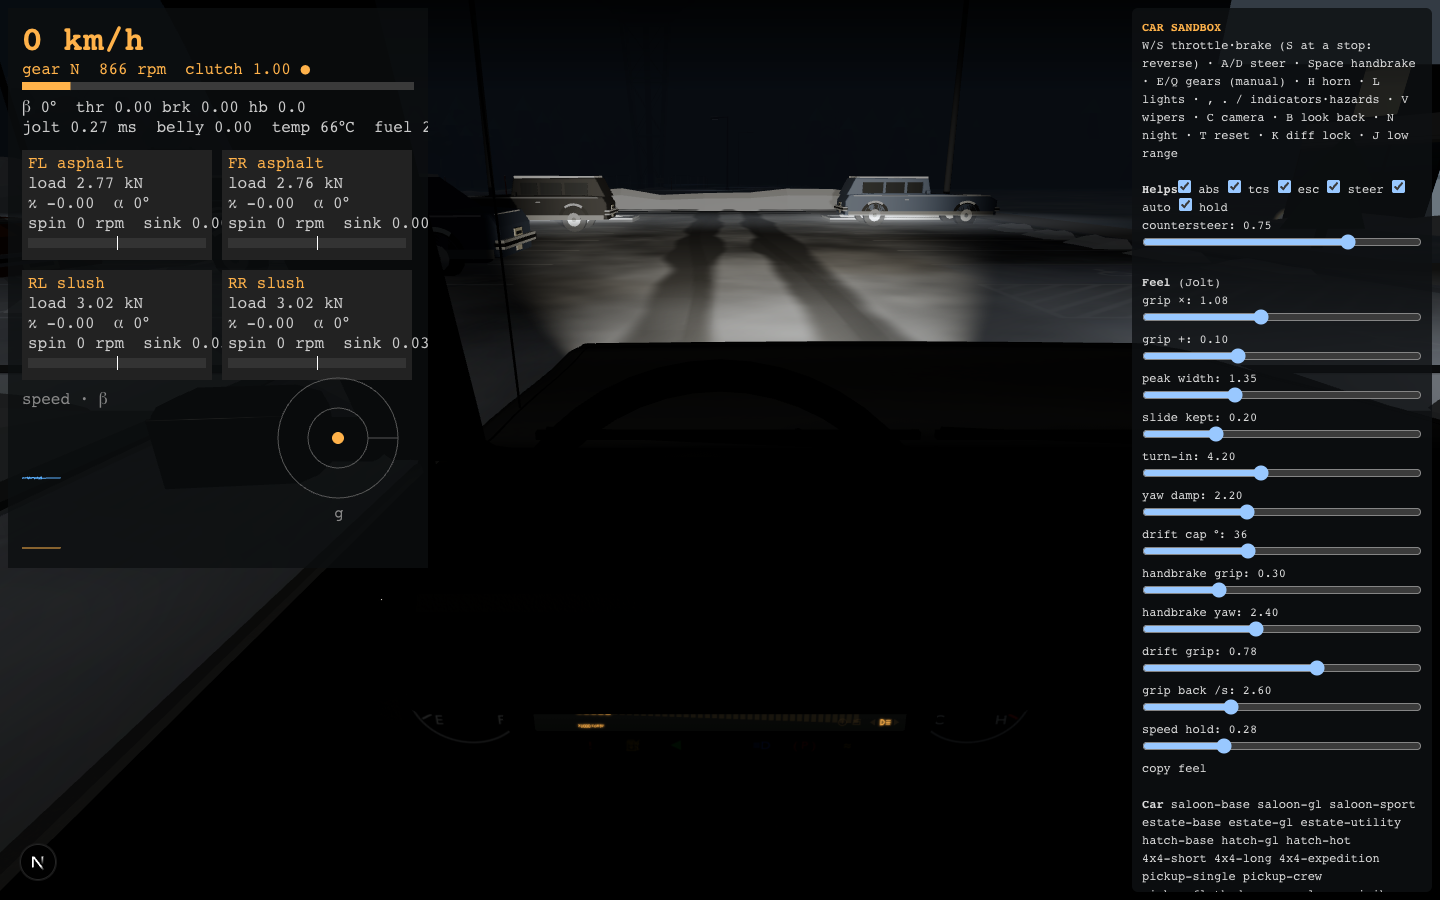 0 km/h
gear N 866 rpm clutch 1.00
β 0° thr 0.00 brk 0.00 hb 0.0
jolt 0.27 ms belly 0.00 temp 66°C fuel 2
FL asphalt
load 2.77 kN
ϰ -0.00 α 0°
spin 0 rpm sink 0.0
FR asphalt
load 2.76 kN
ϰ -0.00 α 0°
spin 0 rpm sink 0.00
RL slush
load 3.02 kN
ϰ -0.00 α 0°
spin 0 rpm sink 0.0
RR slush
load 3.02 kN
ϰ -0.00 α 0°
spin 0 rpm sink 0.03
speed · β
g
E
H
N
CAR SANDBOX
W/S throttle·brake (S at a stop:
reverse) · A/D steer · Space handbrake
· E/Q gears (manual) · H horn · L
lights · , . / indicators·hazards · V
wipers · C camera · B look back · N
night · T reset · K diff lock · J low
range
Helps abs tcs esc steer
auto hold
countersteer: 0.75
Feel (Jolt)
grip ×: 1.08
grip +: 0.10
peak width: 1.35
slide kept: 0.20
turn-in: 4.20
yaw damp: 2.20
drift cap °: 36
handbrake grip: 0.30
handbrake yaw: 2.40
drift grip: 0.78
grip back /s: 2.60
speed hold: 0.28
copy feel
Car saloon-base saloon-gl saloon-sport
estate-base estate-gl estate-utility
hatch-base hatch-gl hatch-hot
4x4-short 4x4-long 4x4-expedition
pickup-single pickup-crew